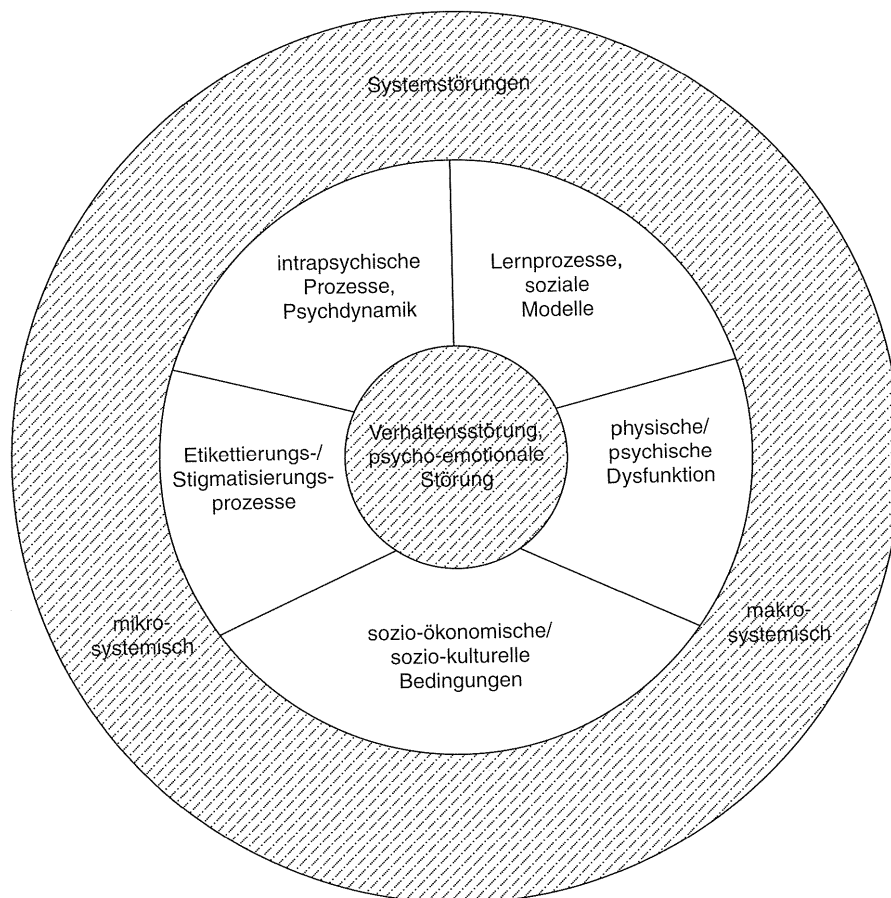 Systemstörungen
intrapsychische
Prozesse,
Psychdynamik
Lernprozesse,
soziale
Modelle
Etikettierungs-/
Stigmatisierungs-
prozesse
Verhaltensstörung,
psycho-emotionale
Störung
physische/
psychische
Dysfunktion
mikro-
systemisch
sozio-ökonomische/
sozio-kulturelle
Bedingungen
makro-
systemisch